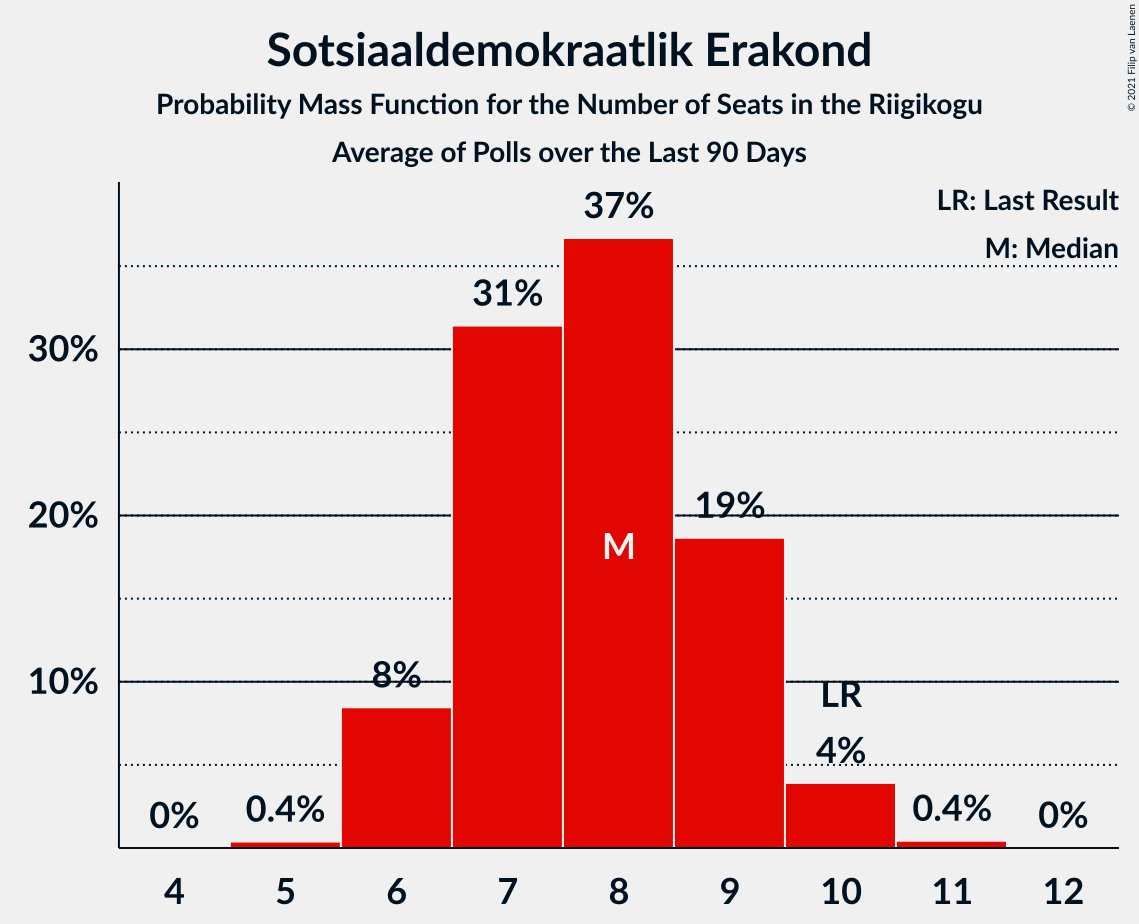 Sotsiaaldemokraatlik Erakond
Probability Mass Function for the Number of Seats in the Riigikogu
Average of Polls over the Last 90 Days
© 2021 Filip van Laenen
LR: Last Result
M: Median
37%
31%
30%
19%
20%
M
8%
10%
LR
4%
0%
0.4%
0.4%
0%
4 5 6 7 8 9 10 11 12